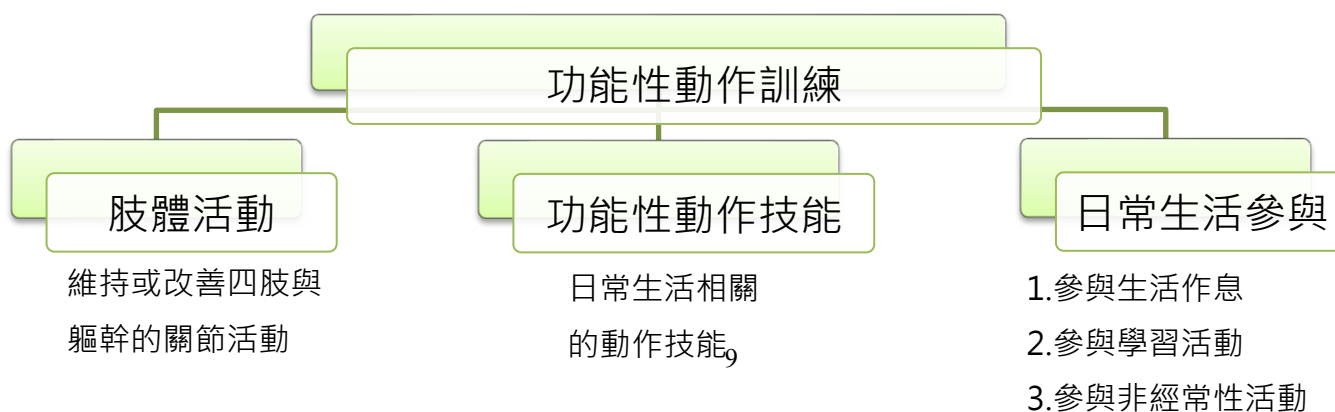 功能性動作訓練
肢體活動
功能性動作技能
日常生活參與
維持或改善四肢與
軀幹的關節活動
日常生活相關
的動作技能9
1.參與生活作息
2.參與學習活動
3.參與非經常性活動